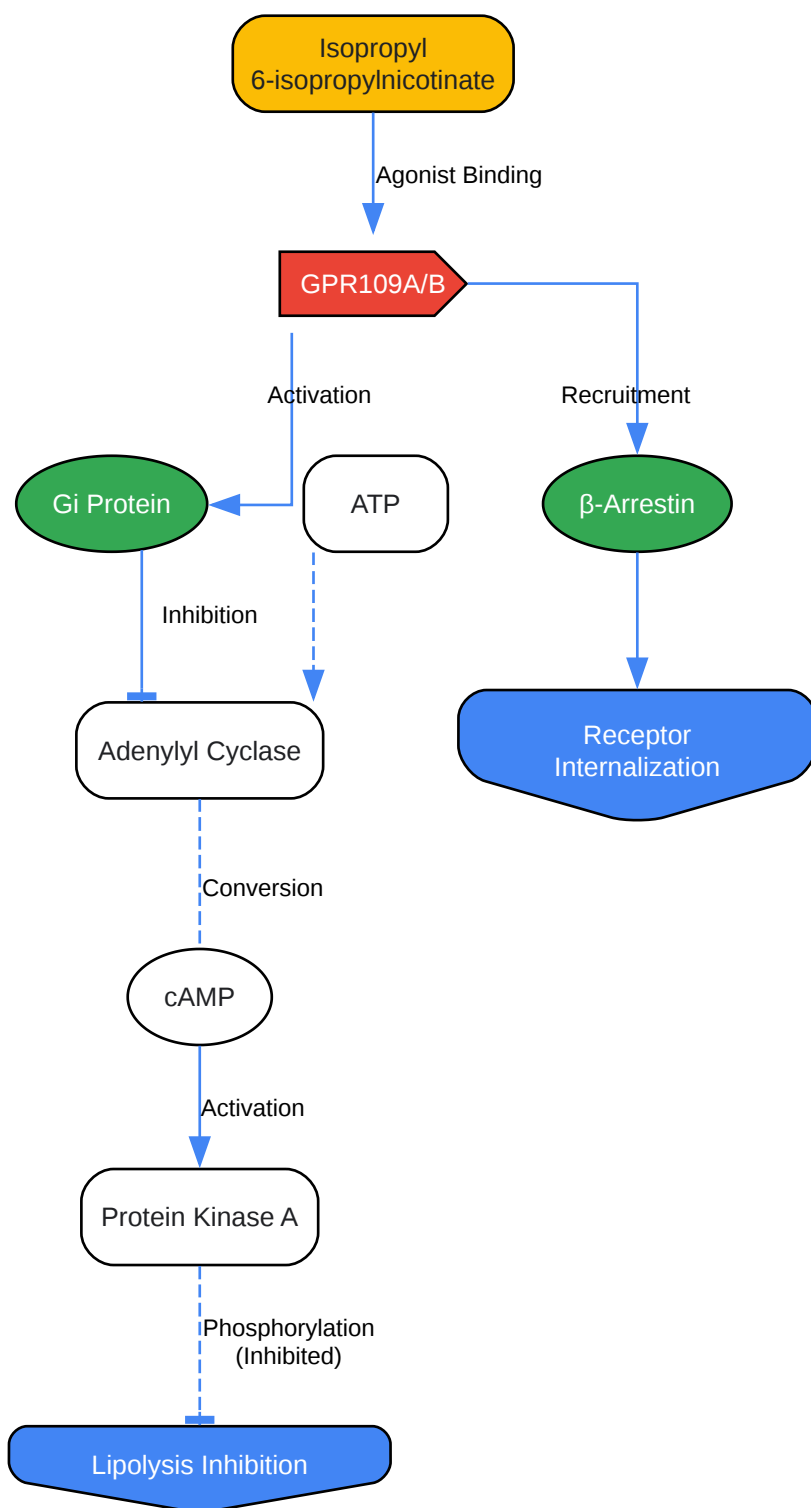 Isopropyl
6-isopropylnicotinate
Agonist Binding
GPR109A/B
Activation
Recruitment
Gi Protein
ATP
β-Arrestin
Inhibition
Adenylyl Cyclase
Receptor
Internalization
Conversion
cAMP
Activation
Protein Kinase A
Phosphorylation
(Inhibited)
Lipolysis Inhibition